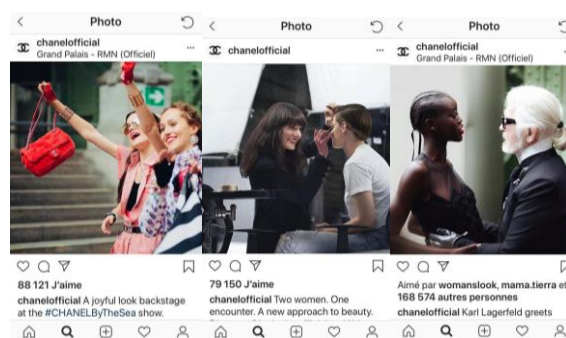 Photo
chanelofficial
Grand Palais - RMN (Officiel)
88 121 J'aime
chanelofficial A joyful look backstage
at the #CHANELByTheSea show.
Photo
chanelofficial
79 150 J'aime
chanelofficial Two women. One
encounter. A new approach to beauty.
Photo
chanelofficial
Grand Palais - RMN (Officiel)
Aimé par womanslook, mama.tierra et
168 574 autres personnes
chanelofficial Karl Lagerfeld greets